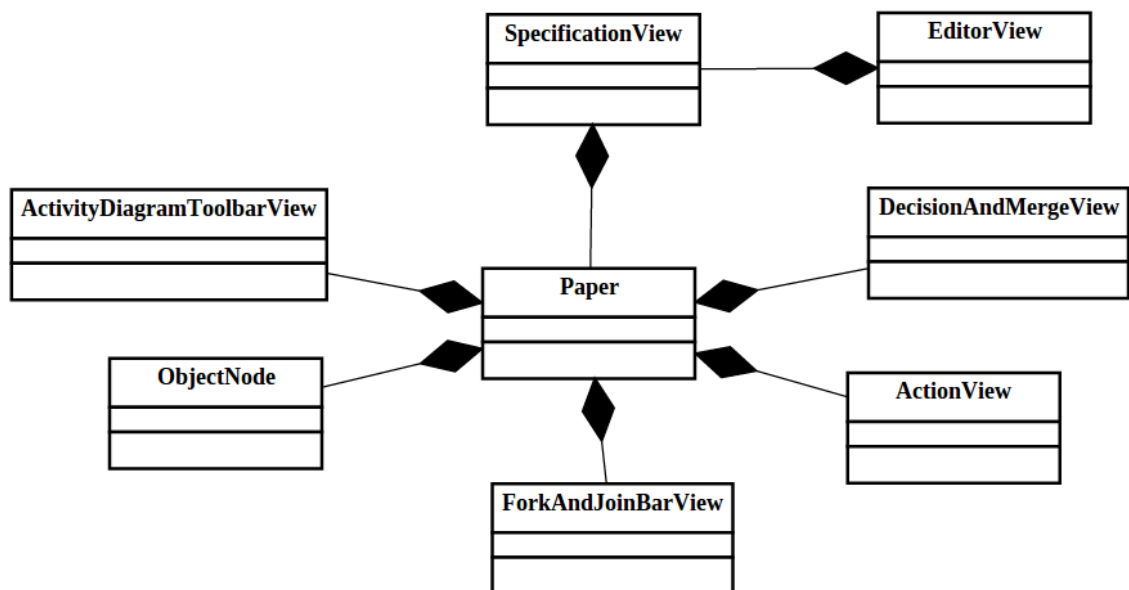 SpecificationView
EditorView
ActivityDiagramToolbarView
DecisionAndMergeView
Paper
ObjectNode
ActionView
ForkAndJoinBarView